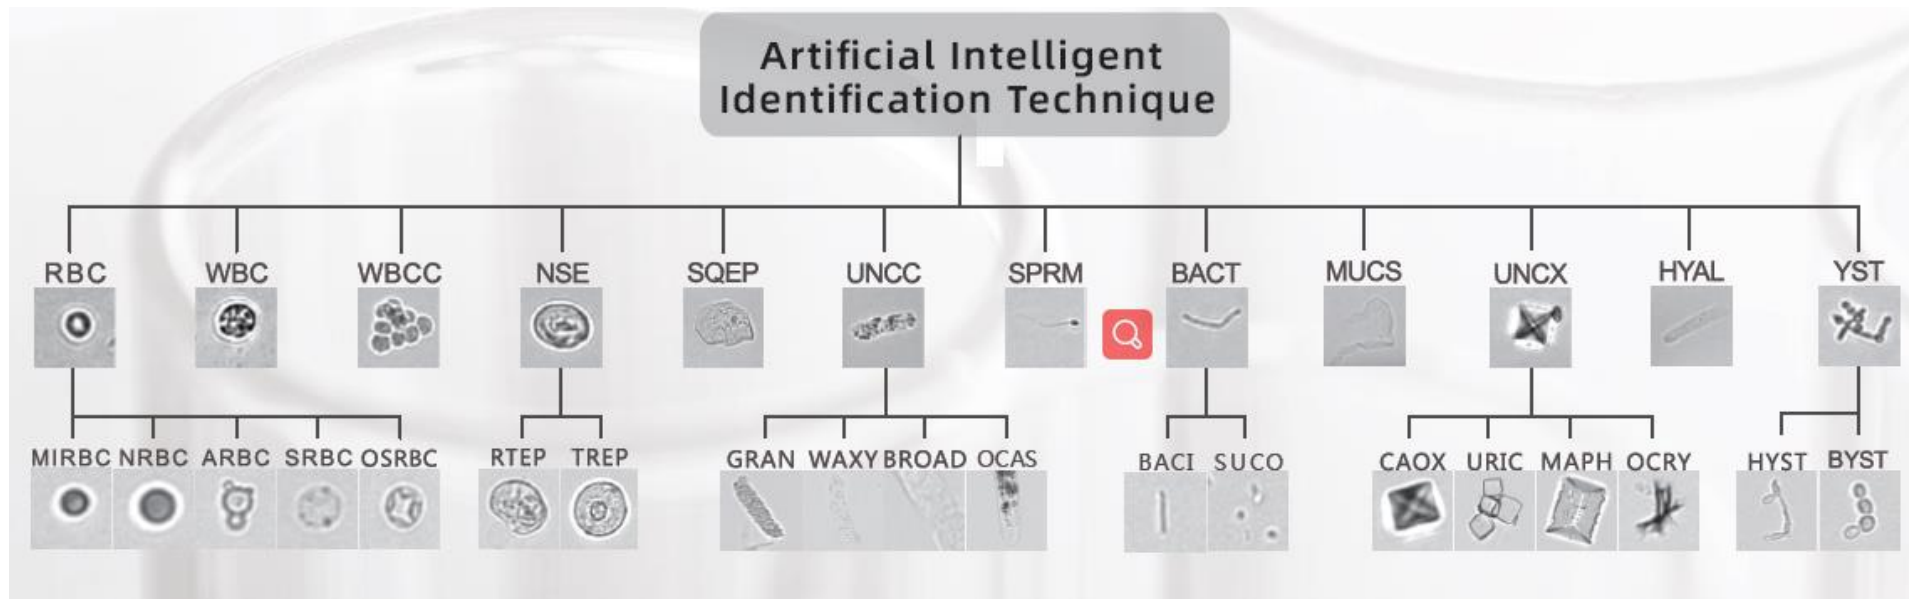 Artificial Intelligent
Identification Technique
RBC WBC WBCC NSE SQEP UNCC SPRM BACT MUCS UNCX HYAL YST
MIRBC NRBC ARBC SRBC OSRBC RTEP TREP GRAN WAXY BROAD OCAS BACI SUCO CAOX URIC MAPH OCRY HYST BYST